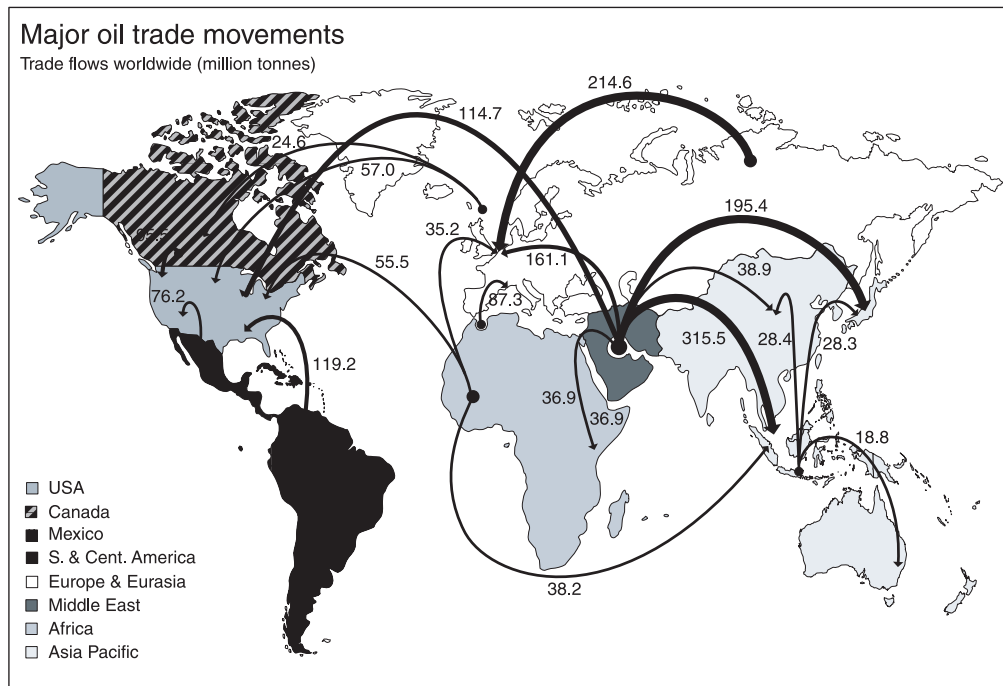 Major oil trade movements
Trade flows worldwide (million tonnes)
214.6
114.7
24.6
57.0
195.4
35.2
161.1
38.9
55.5
76.2
87.3
315.5
28.4
28.3
119.2
36.9
36.9
18.8
38.2
USA
Canada
Mexico
S. & Cent. America
Europe & Eurasia
Middle East
Africa
Asia Pacific